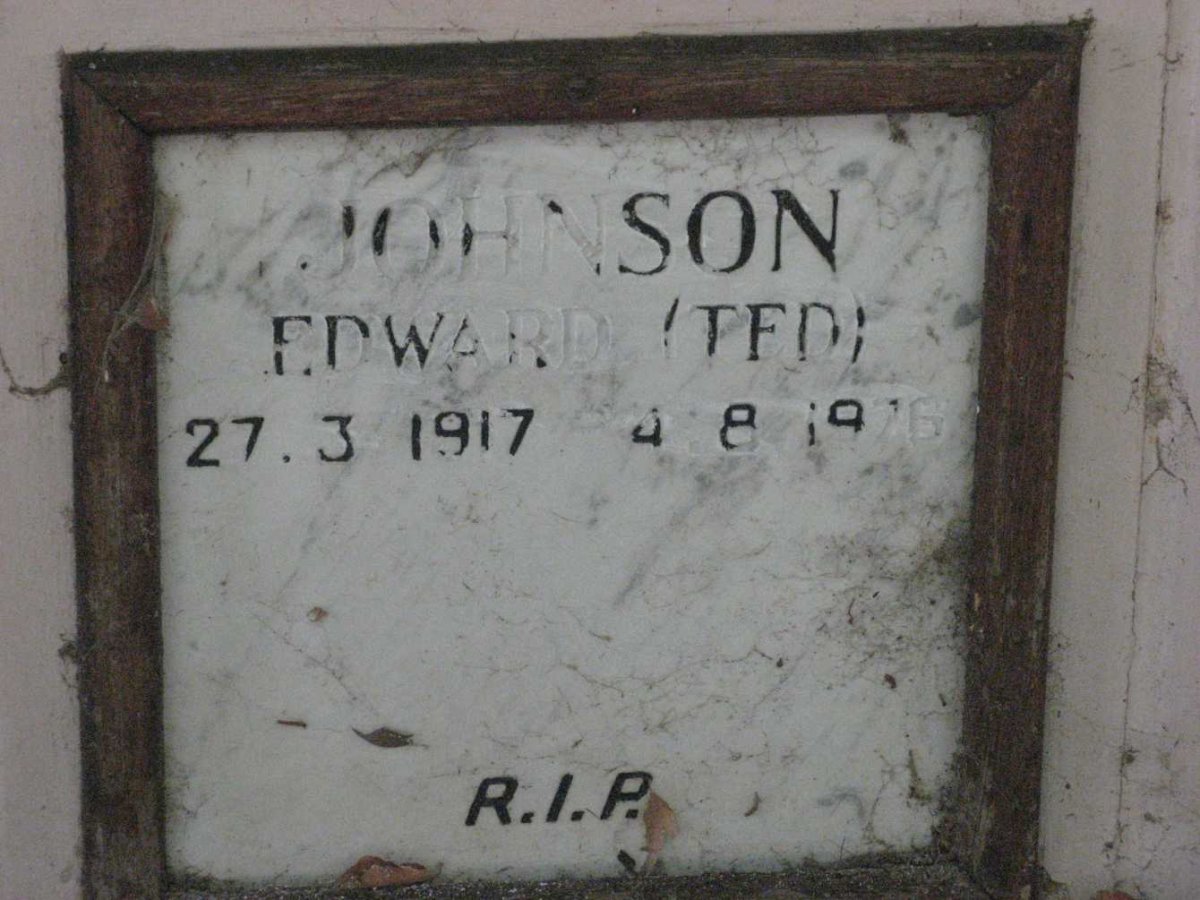 JOHNSON
EDWARD (TED)
27. 3 1917 4. 8. 1976
R.I.P.